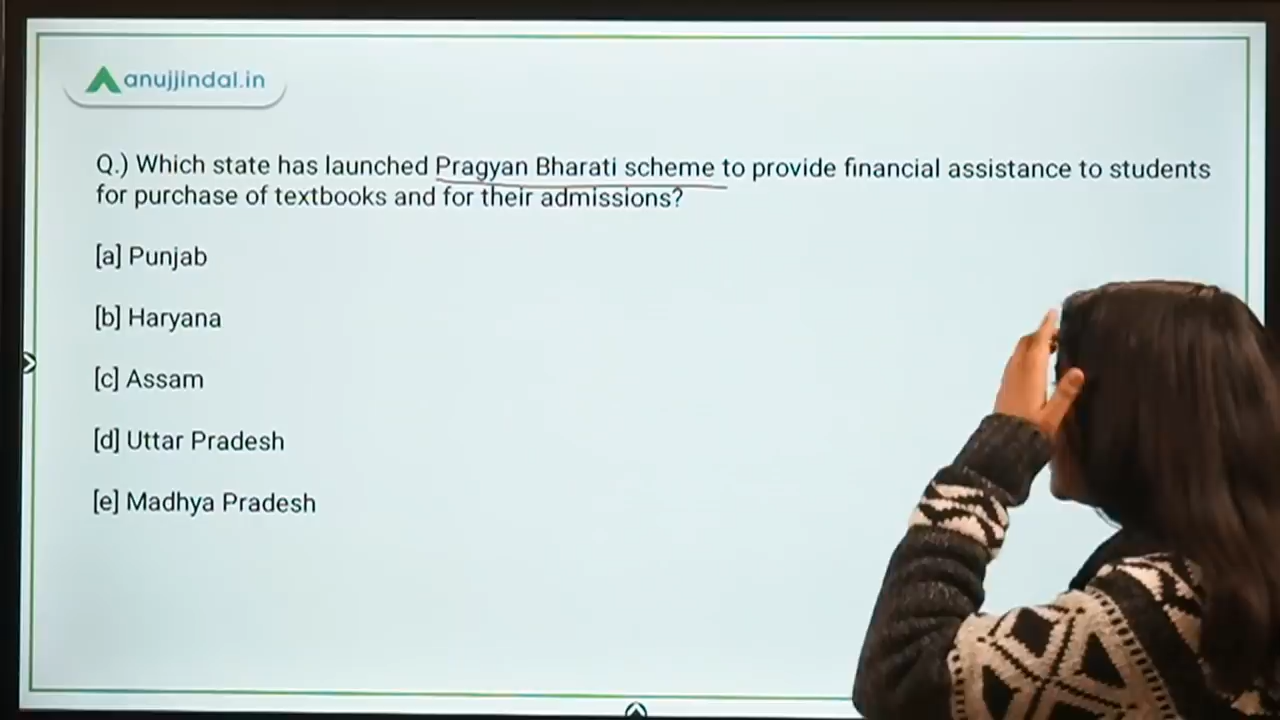 anujjindal.in
Q.) Which state has launched Pragyan Bharati scheme to provide financial assistance to students
for purchase of textbooks and for their admissions?
[a] Punjab
[b] Haryana
[c] Assam
[d] Uttar Pradesh
[e] Madhya Pradesh